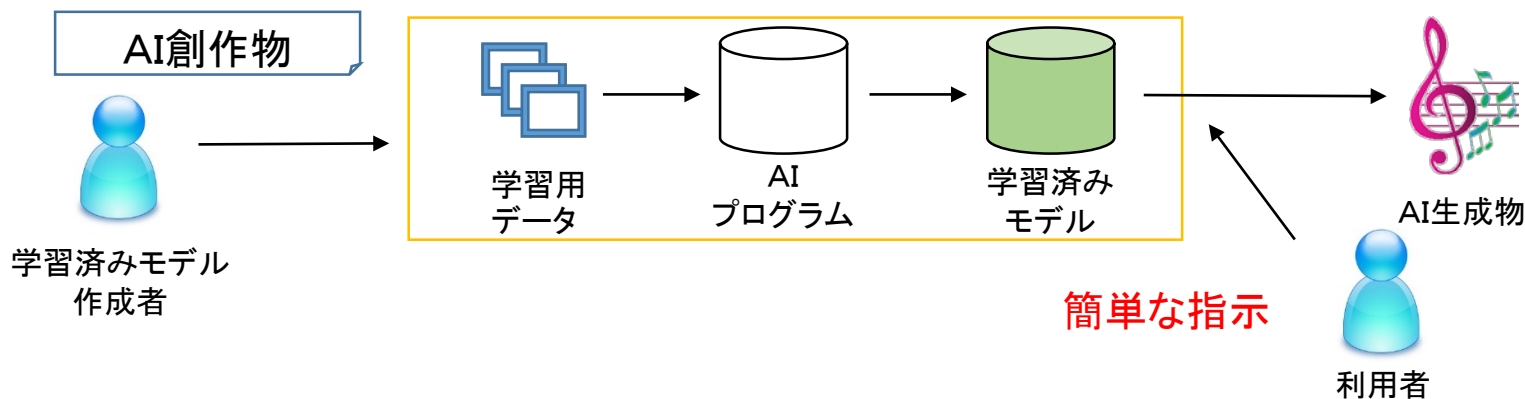 AI創作物
学習済みモデル
作成者
学習用
データ
AI
プログラム
学習済み
モデル
AI生成物
簡単な指示
利用者